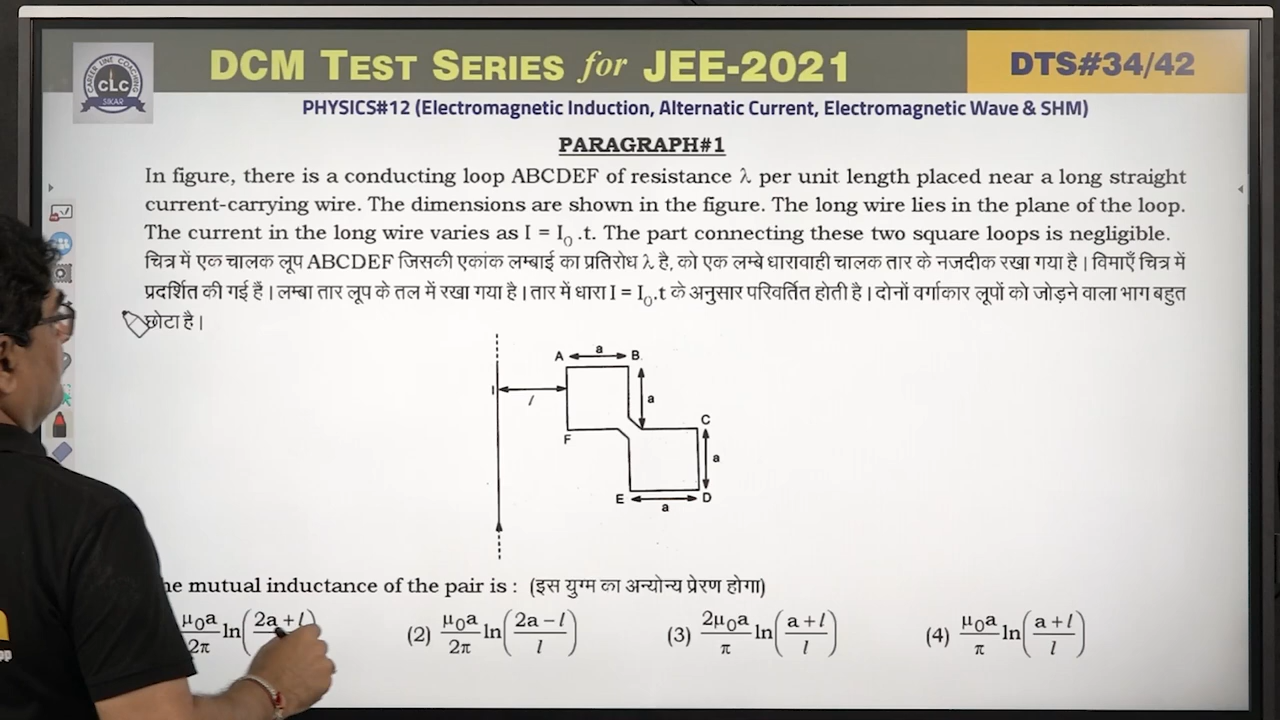 DCM TEST SERIES for JEE-2021
DTS#34/42
CLC
SIKAR
PHYSICS#12 (Electromagnetic Induction, Alternatic Current, Electromagnetic Wave & SHM)
PARAGRAPH#1
In figure, there is a conducting loop ABCDEF of resistance λ per unit length placed near a long straight
current-carrying wire. The dimensions are shown in the figure. The long wire lies in the plane of the loop.
The current in the long wire varies as I = I₀ .t. The part connecting these two square loops is negligible.
चित्र में एक चालक लूप ABCDEF जिसकी एकांक लम्बाई का प्रतिरोध λ है, को एक लम्बे धारावाही चालक तार के नजदीक रखा गया है। विमाएँ चित्र में
प्रदर्शित की गई हैं। लम्बा तार लूप के तल में रखा गया है। तार में धारा I = I₀.t के अनुसार परिवर्तित होती है। दोनों वर्गाकार लूपों को जोड़ने वाला भाग बहुत
छोटा है।
A a B
I l a
F C
a
E D
a
he mutual inductance of the pair is : (इस युग्म का अन्योन्य प्रेरण होगा)
μ₀a/2π ln(2a + l
(2) μ₀a/2π ln(2a – l/l)
(3) 2μ₀a/π ln(a + l/l)
(4) μ₀a/π ln(a + l/l)